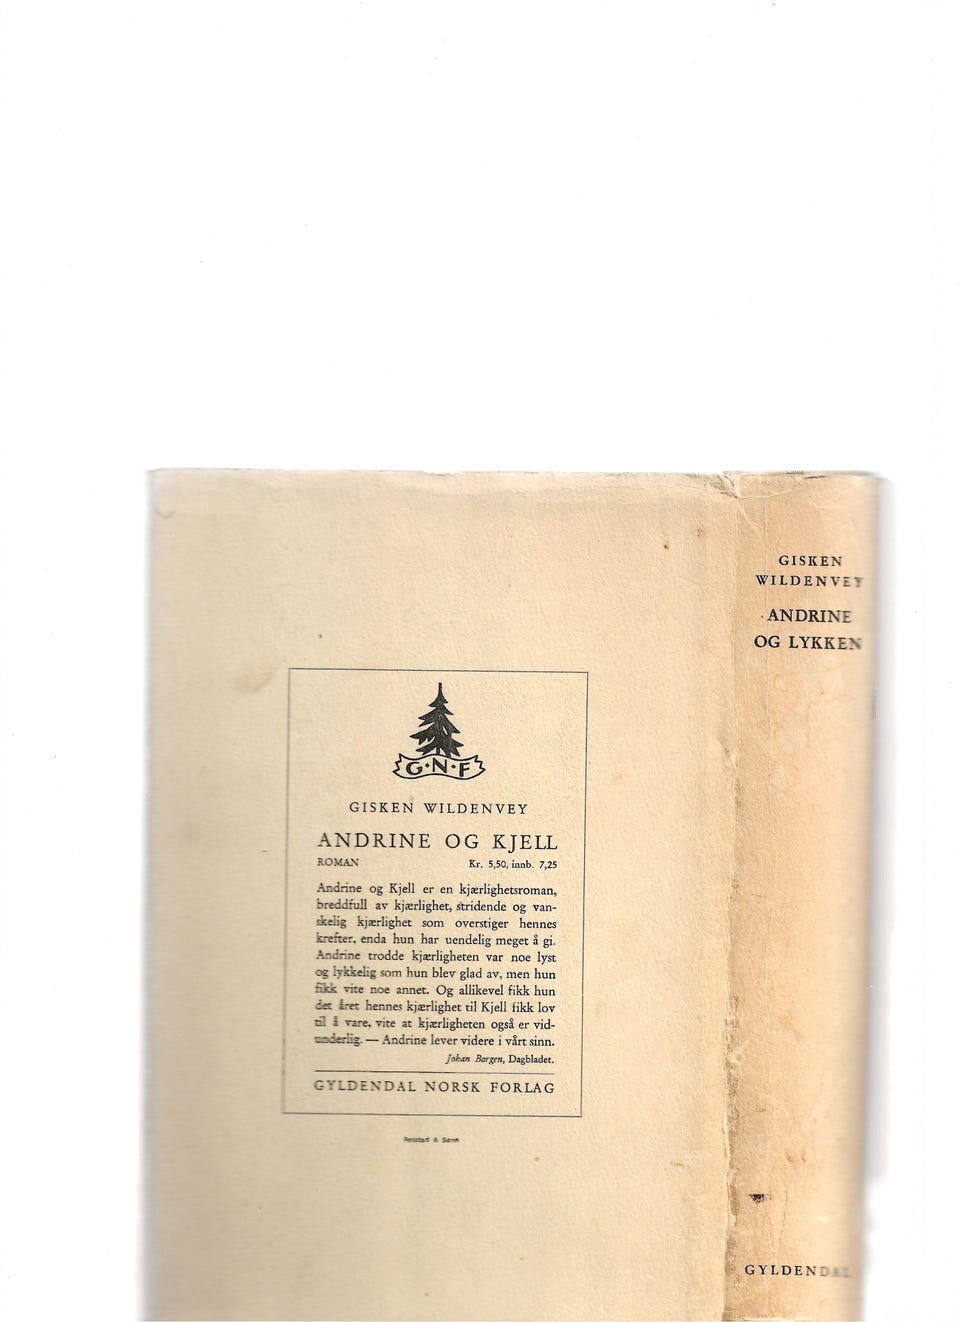 G·N·F
GISKEN WILDENVEY
ANDRINE OG KJELL
ROMAN Kr. 5,50, innb. 7,25
Andrine og Kjell er en kjærlighetsroman,
breddfull av kjærlighet, stridende og van-
skelig kjærlighet som overstiger hennes
krefter, enda hun har uendelig meget å gi.
Andrine trodde kjærligheten var noe lyst
og lykkelig som hun blev glad av, men hun
fikk vite noe annet. Og allikevel fikk hun
det året hennes kjærlighet til Kjell fikk lov
til å vare, vite at kjærligheten også er vid-
underlig. — Andrine lever videre i vårt sinn.
Johan Borgen, Dagbladet.
GYLDENDAL NORSK FORLAG
Reistad & Sønn
GISKEN
WILDENVEY
ANDRINE
OG LYKKEN
GYLDENDAL